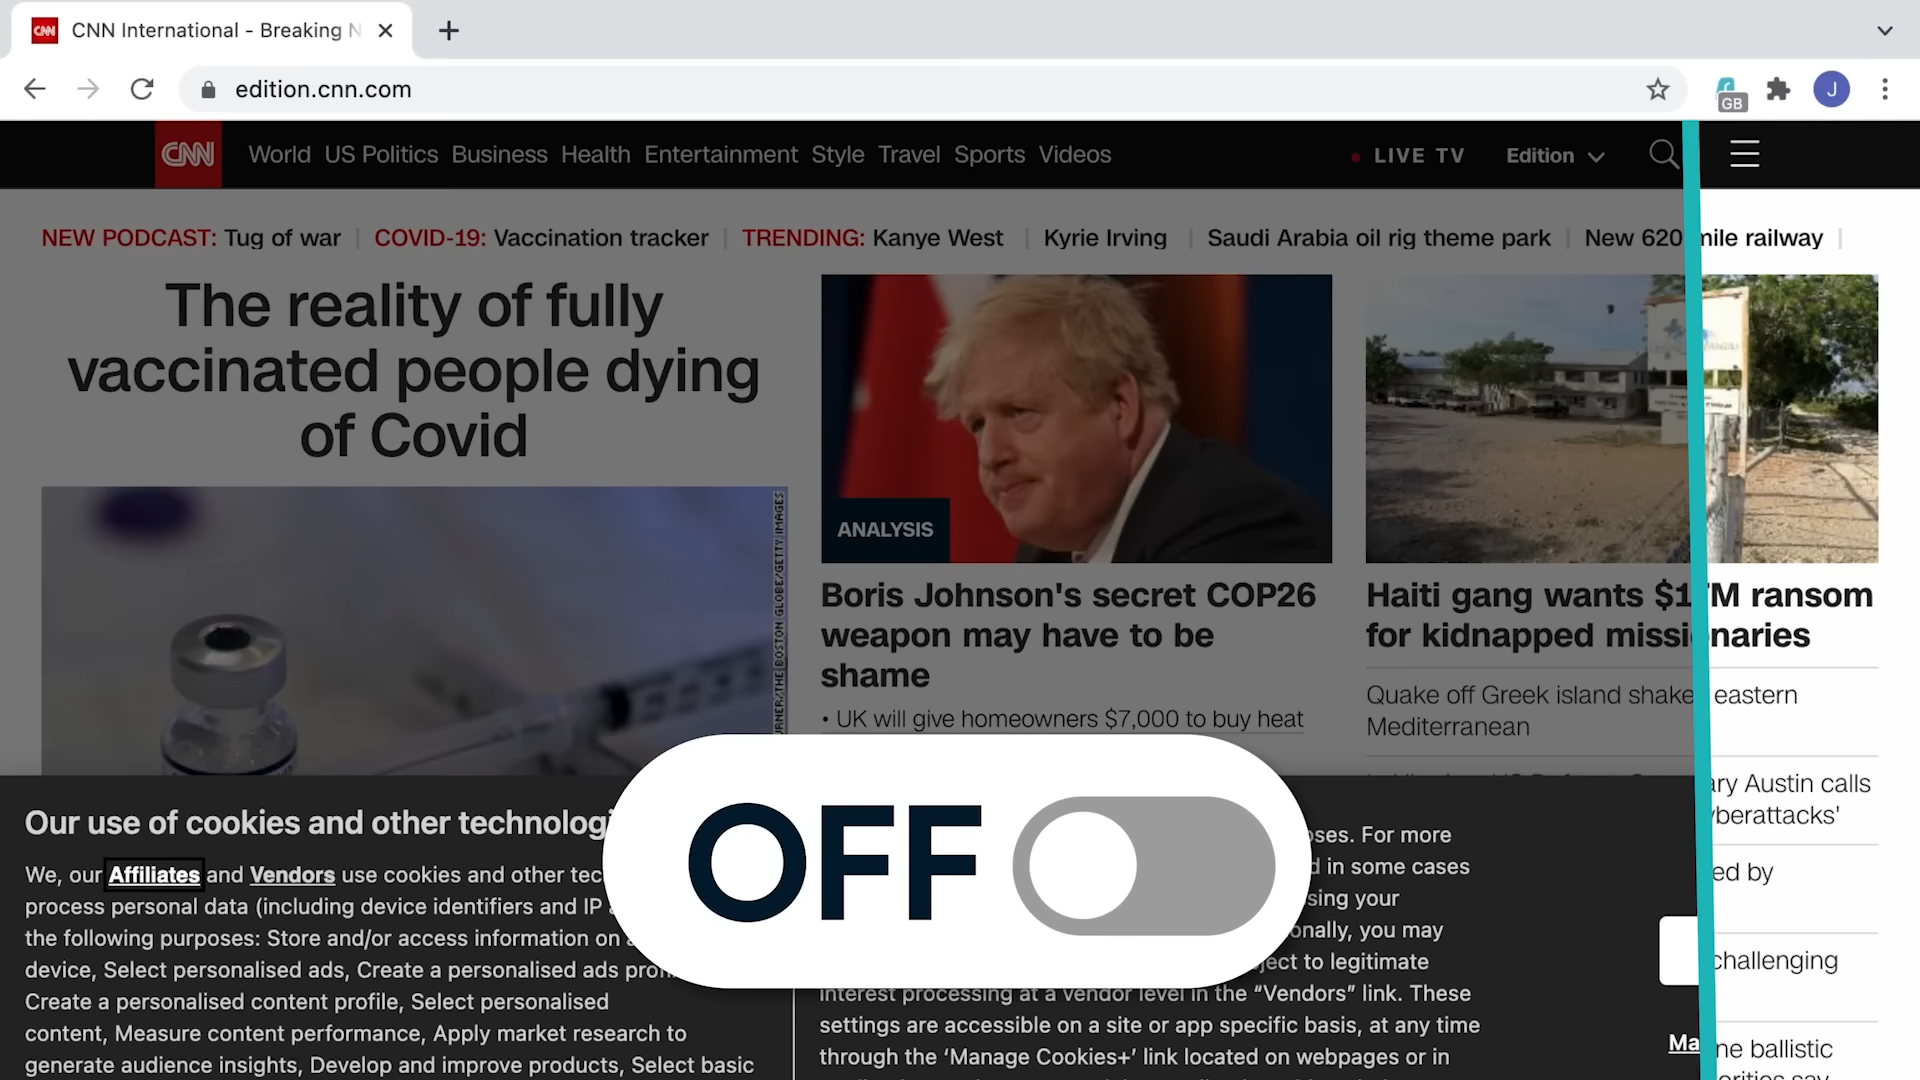 CNN International - Breaking N
edition.cnn.com
GB
J
CNN World US Politics Business Health Entertainment Style Travel Sports Videos LIVE TV Edition
NEW PODCAST: Tug of war COVID-19: Vaccination tracker TRENDING: Kanye West Kyrie Irving Saudi Arabia oil rig theme park New 620 mile railway
The reality of fully
vaccinated people dying
of Covid
GLOBE/GETTY IMAGES
ANALYSIS
Boris Johnson's secret COP26
weapon may have to be
shame
• UK will give homeowners $7,000 to buy heat
Haiti gang wants $17M ransom
for kidnapped missionaries
Quake off Greek island shakes eastern
Mediterranean
ary Austin calls
yberattacks'
ed by
challenging
ne ballistic
Our use of cookies and other technologi
We, our Affiliates and Vendors use cookies and other tec
process personal data (including device identifiers and IP
the following purposes: Store and/or access information on
device, Select personalised ads, Create a personalised ads
Create a personalised content profile, Select personalised
content, Measure content performance, Apply market research to
generate audience insights, Develop and improve products, Select basic
OFF
oses. For more
d in some cases
sing your
onally, you may
ject to legitimate
interest processing at a vendor level in the “Vendors” link. These
settings are accessible on a site or app specific basis, at any time
through the ‘Manage Cookies+’ link located on webpages or in
Ma